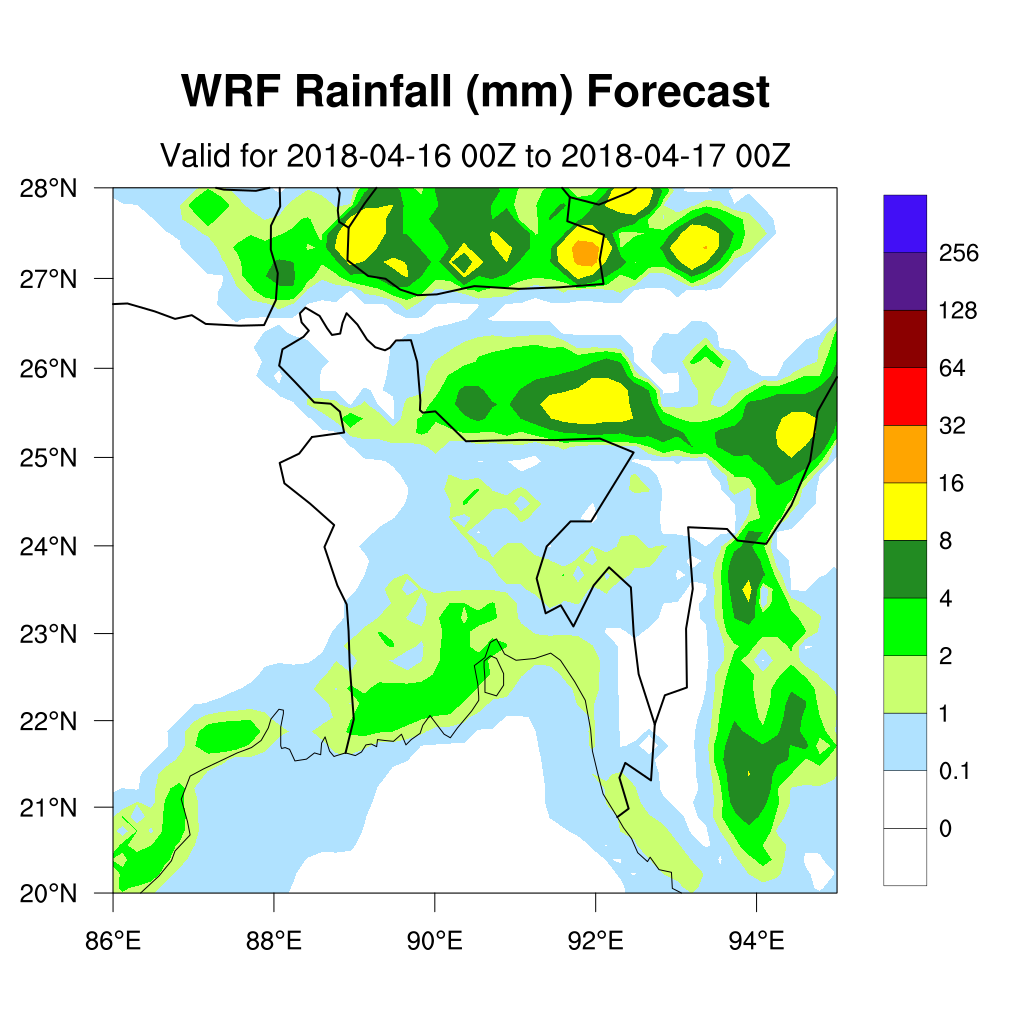 WRF Rainfall (mm) Forecast
Valid for 2018-04-16 00Z to 2018-04-17 00Z
28°N
27°N
26°N
25°N
24°N
23°N
22°N
21°N
20°N
86°E 88°E 90°E 92°E 94°E
256
128
64
32
16
8
4
2
1
0.1
0